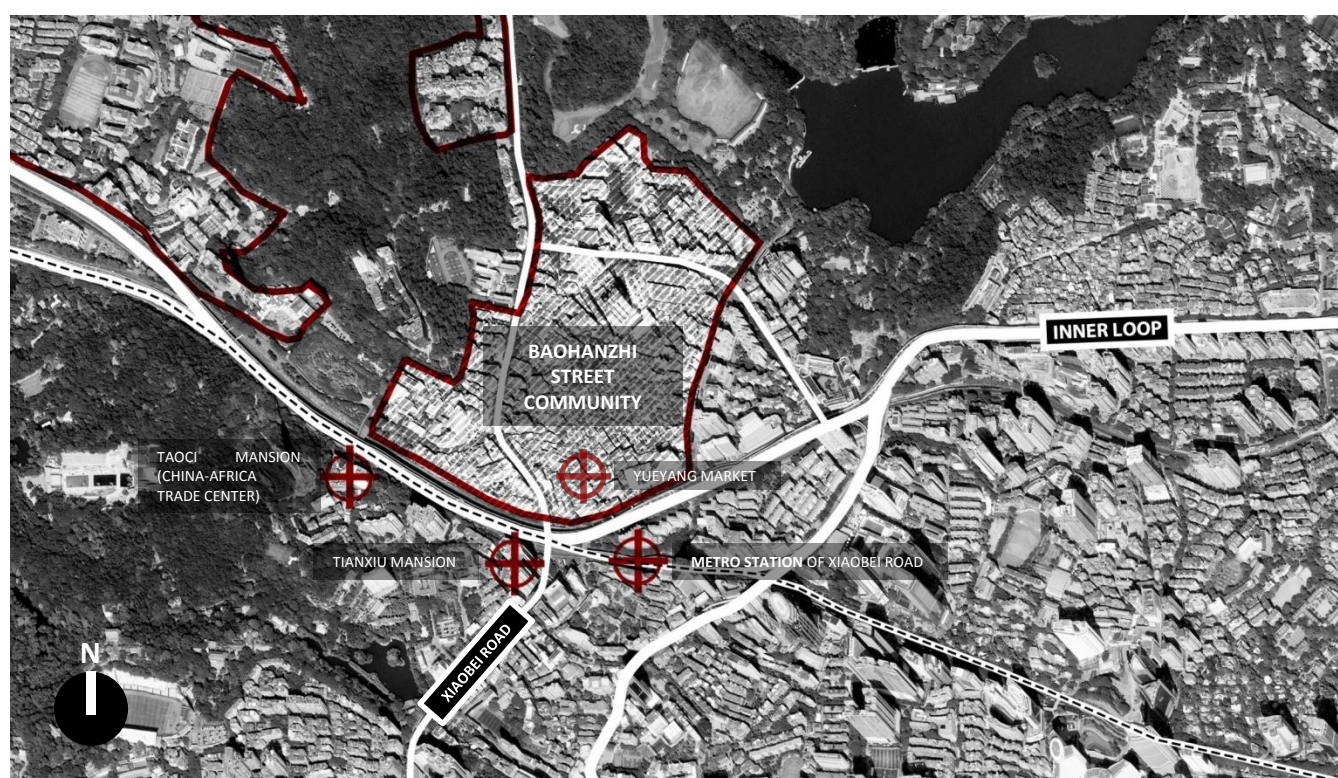 INNER LOOP
BAOHANZHI
STREET
COMMUNITY
TAOCI MANSION
(CHINA-AFRICA
TRADE CENTER)
YUEYANG MARKET
TIANXIU MANSION
METRO STATION OF XIAOBEI ROAD
XIAOBEI ROAD
N